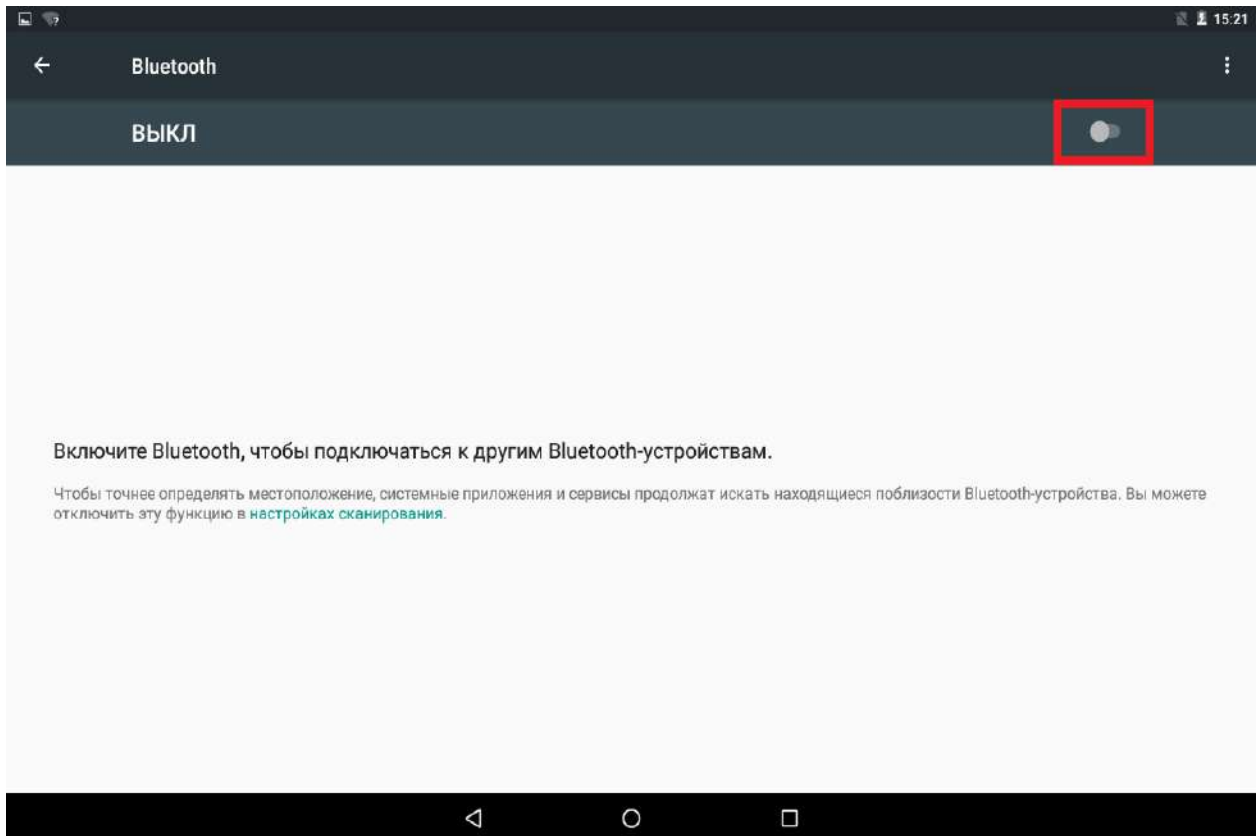 15:21
Bluetooth
ВЫКЛ
Включите Bluetooth, чтобы подключаться к другим Bluetooth-устройствам.
Чтобы точнее определять местоположение, системные приложения и сервисы продолжат искать находящиеся поблизости Bluetooth-устройства. Вы можете
отключить эту функцию в настройках сканирования.